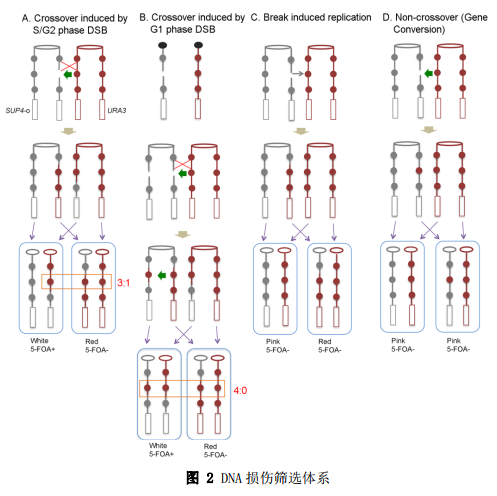 A. Crossover induced by
S/G2 phase DSB
B. Crossover induced by
G1 phase DSB
C. Break induced replication
D. Non-crossover (Gene
Conversion)
SUP4-o
URA3
3:1
White
5-FOA+
Red
5-FOA-
4:0
White
5-FOA+
Red
5-FOA-
Pink
5-FOA-
Red
5-FOA-
Pink
5-FOA-
Pink
5-FOA-
图 2 DNA 损伤筛选体系